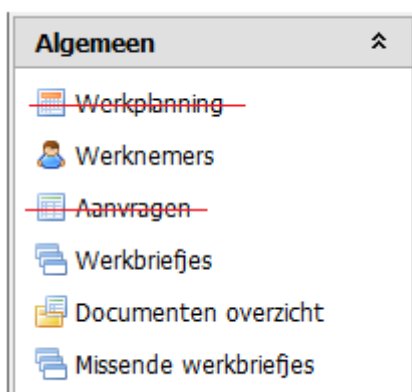 Algemeen
Werkplanning
Werknemers
Aanvragen
Werkbriefjes
Documenten overzicht
Missende werkbriefjes